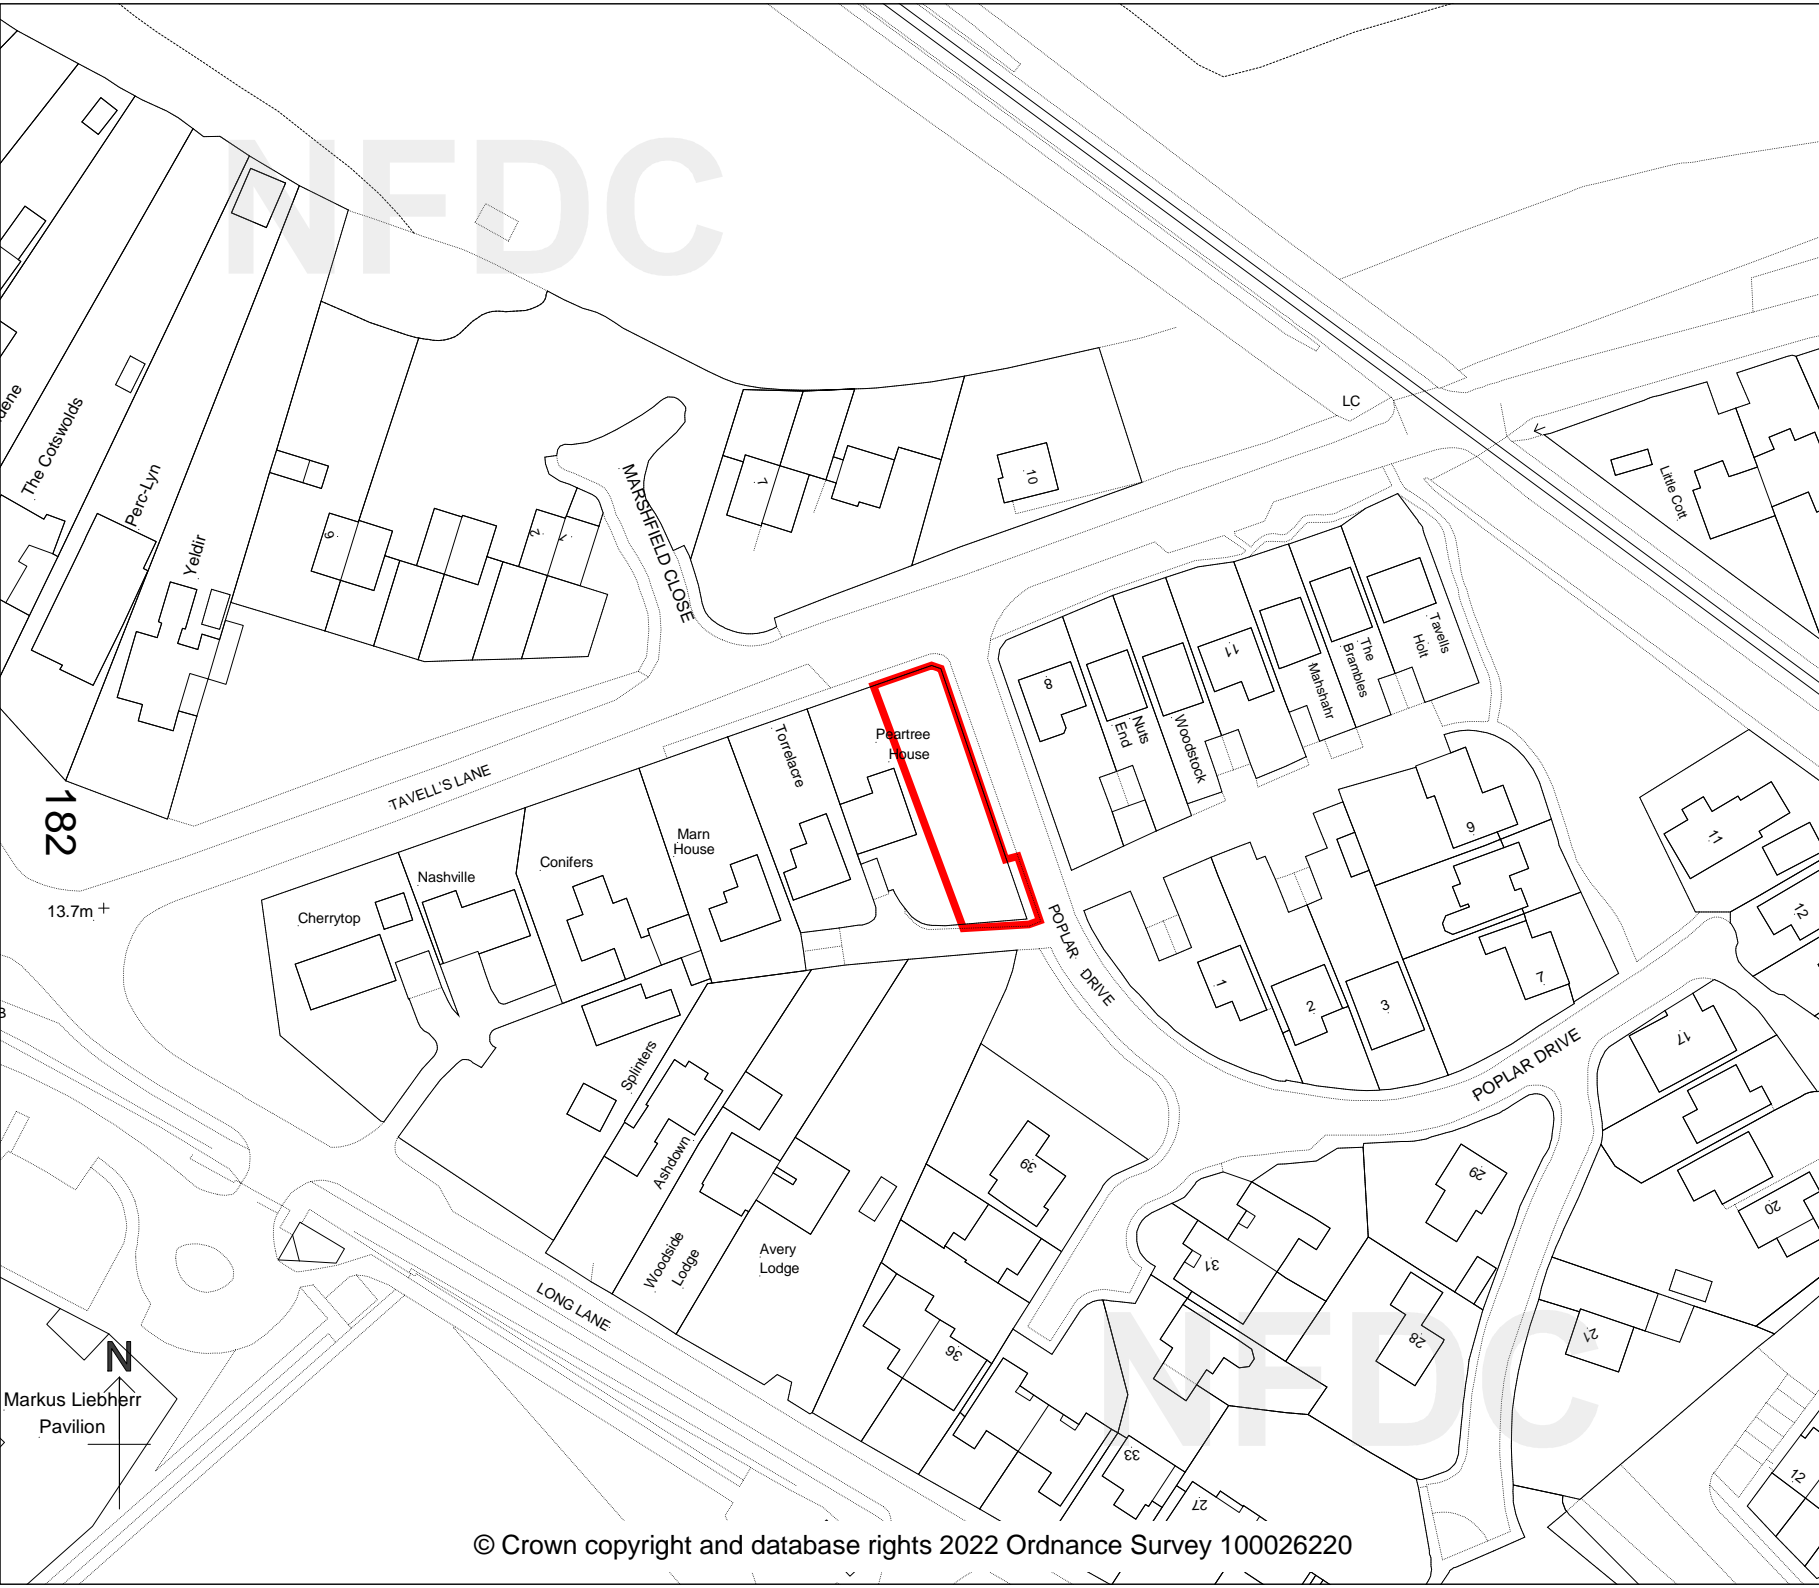 NFDC
LC
dene
The Cotswolds
Perc-Lyn
Yeldir
9
2
1
MARSHFIELD CLOSE
7
10
Little Cott
TAVELL'S LANE
182
13.7m
Cherrytop
Nashville
Conifers
Marn
House
Torrelacre
Peartree
House
8
Nuts
End
Woodstock
11
Mahshahr
The
Brambles
Tavells
Holt
POPLAR DRIVE
1
2
3
6
7
11
12
17
20
21
POPLAR DRIVE
Splinters
Ashdown
Woodside
Lodge
Avery
Lodge
39
29
31
28
36
33
27
12
LONG LANE
NFDC
N
Markus Liebherr
Pavilion
© Crown copyright and database rights 2022 Ordnance Survey 100026220